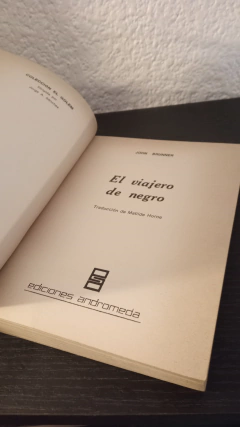 JOHN BRUNNER
El viajero
de negro
Traducción de Matilde Horne
ediciones andromeda